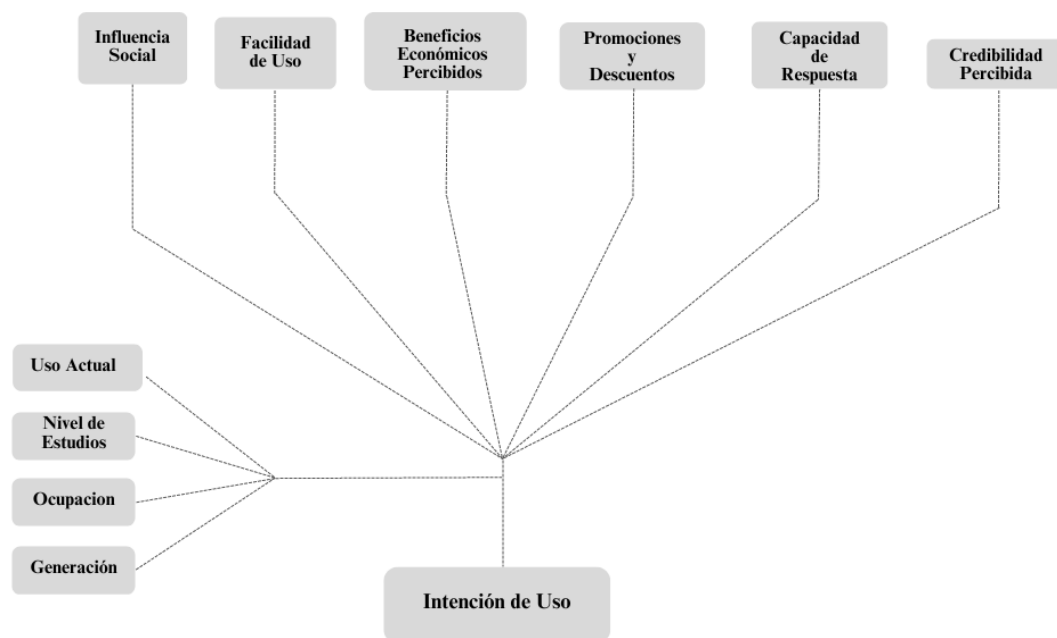 Influencia
Social
Facilidad
de Uso
Beneficios
Económicos
Percibidos
Promociones
y
Descuentos
Capacidad
de
Respuesta
Credibilidad
Percibida
Uso Actual
Nivel de
Estudios
Ocupacion
Generación
Intención de Uso